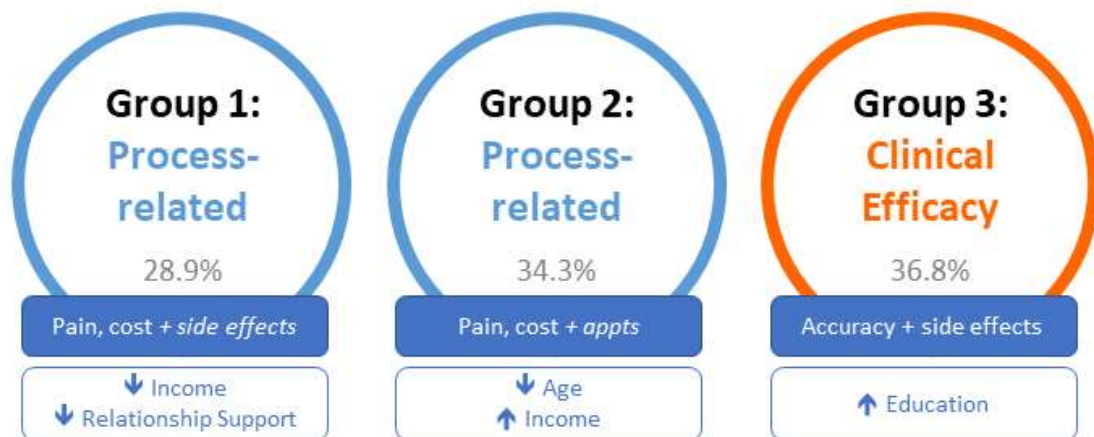 Group 1:
Process-
related
28.9%
Pain, cost + side effects
Income
Relationship Support
Group 2:
Process-
related
34.3%
Pain, cost + appts
Age
Income
Group 3:
Clinical
Efficacy
36.8%
Accuracy + side effects
Education